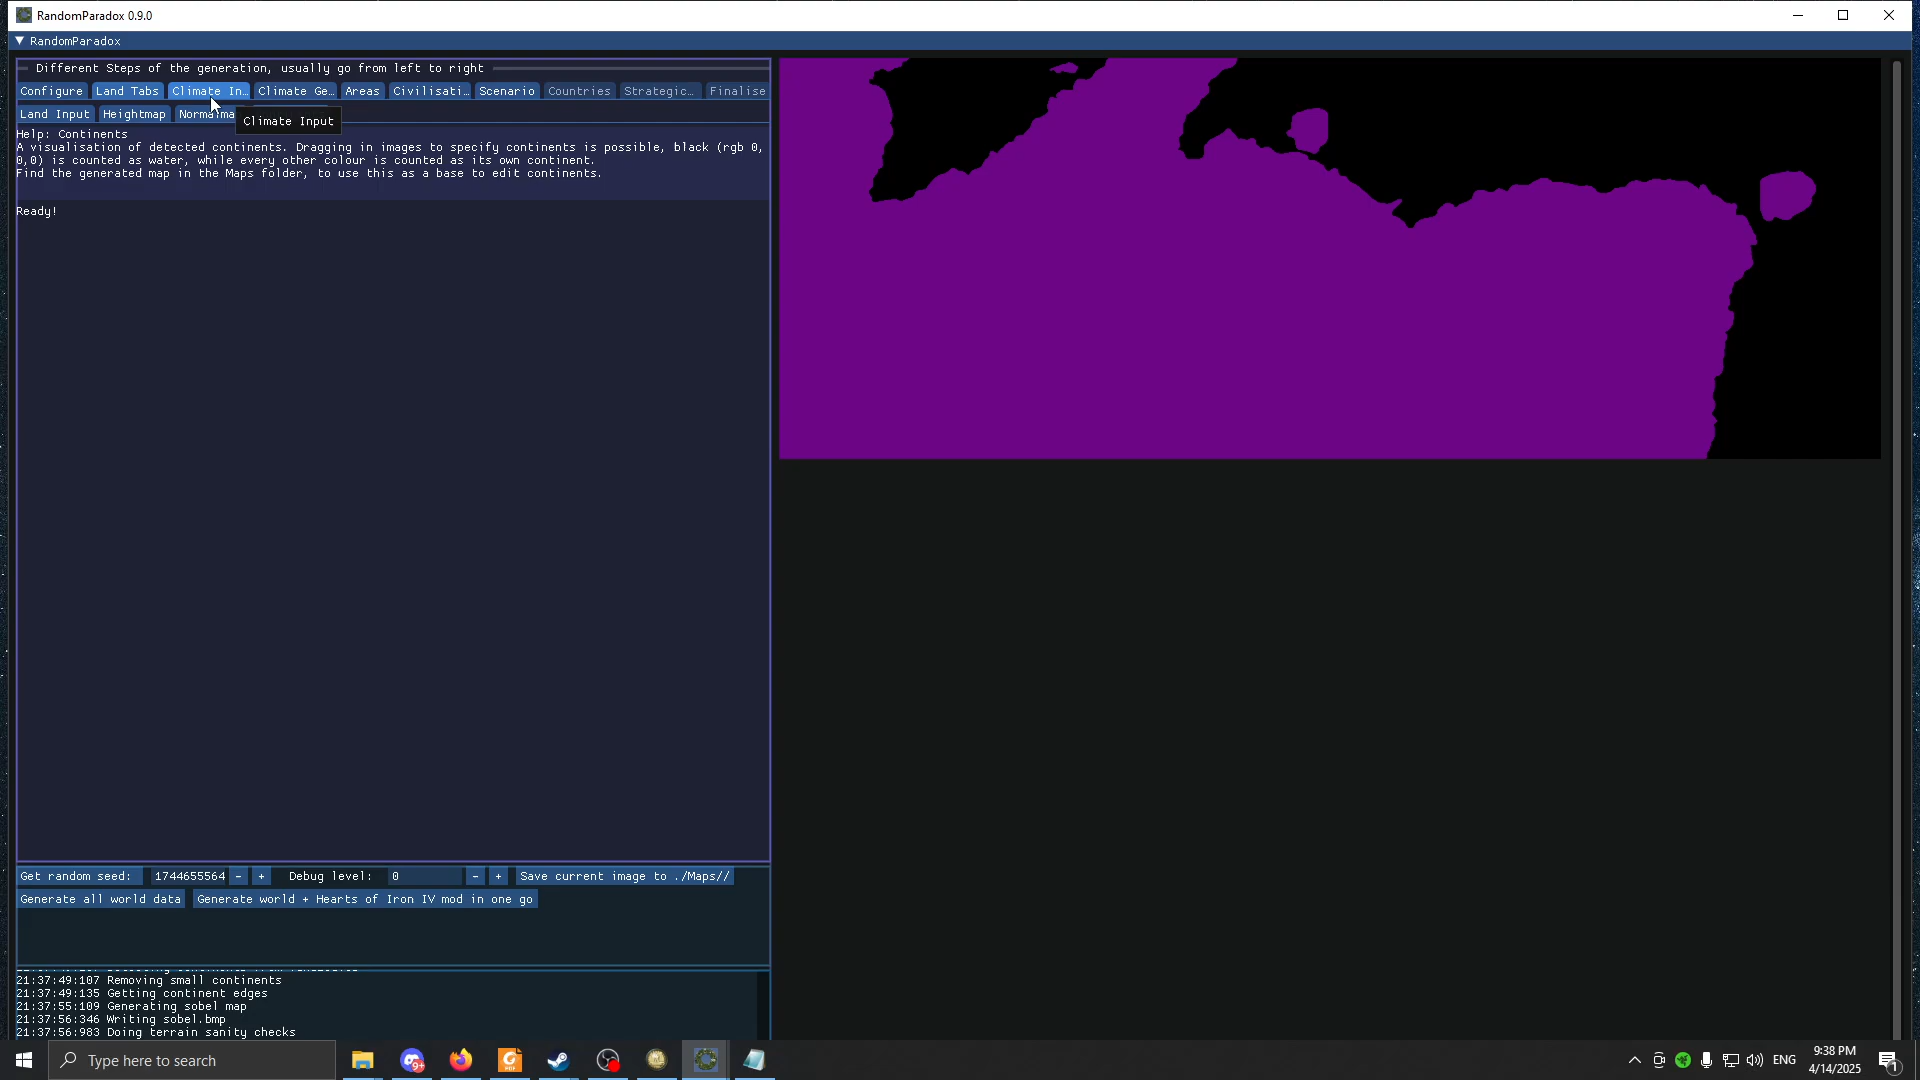 RandomParadox 0.9.0
RandomParadox
Different Steps of the generation, usually go from left to right
Configure Land Tabs Climate In… Climate Ge… Areas Civilisati… Scenario Countries Strategic… Finalise
Land Input Heightmap Normalma
Climate Input
Help: Continents
A visualisation of detected continents. Dragging in images to specify continents is possible, black (rgb 0,
0,0) is counted as water, while every other colour is counted as its own continent.
Find the generated map in the Maps folder, to use this as a base to edit continents.
Ready!
Get random seed: 1744655564 - + Debug level: 0 - + Save current image to ./Maps//
Generate all world data Generate world + Hearts of Iron IV mod in one go
21:37:49:107 Removing small continents
21:37:49:135 Getting continent edges
21:37:55:109 Generating sobel map
21:37:56:346 Writing sobel.bmp
21:37:56:983 Doing terrain sanity checks
Type here to search
9+
ENG
9:38 PM
4/14/2025
1